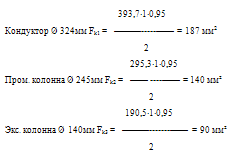 393,7·1·0,95
Кондуктор Ø 324мм Fк1 = ———— = 187 мм²
2
295,3·1·0,95
Пром. колонна Ø 245мм Fк2 = ———— = 140 мм²
2
190,5·1·0,95
Экс. колонна Ø 140мм Fк3 = ———— = 90 мм²
2